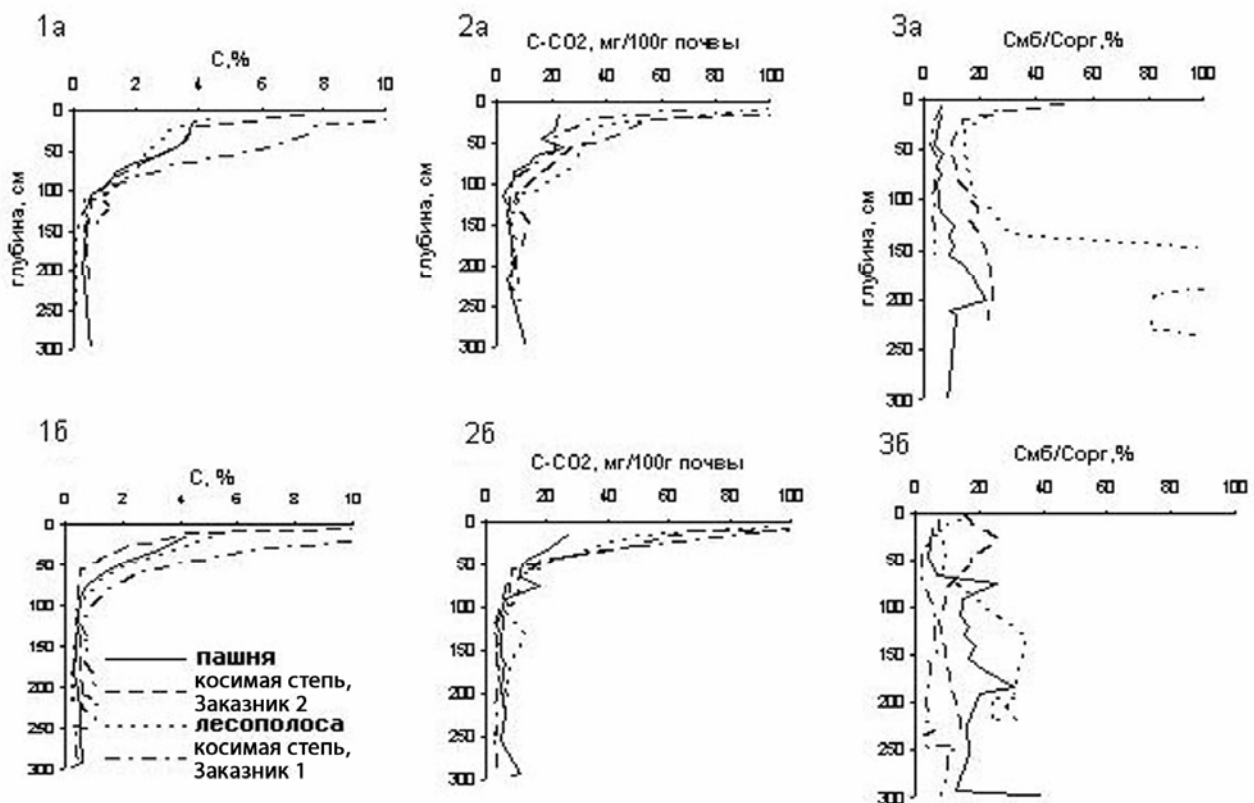 1а
С,%
0 2 4 6 8 10
0
50
100
150
200
250
300
глубина, см
2а
С-СО2, мг/100г почвы
0 20 40 60 80 100
0
50
100
150
200
250
300
глубина, см
3а
Смб/Сорг,%
0 20 40 60 80 100
0
50
100
150
200
250
300
глубина, см
1б
С, %
0 2 4 6 8 10
0
50
100
150
200
250
300
пашня
косимая степь,
Заказник 2
лесополоса
косимая степь,
Заказник 1
2б
С-СО2, мг/100г почвы
0 20 40 60 80 100
0
50
100
150
200
250
300
3б
Смб/Сорг,%
0 20 40 60 80 100
0
50
100
150
200
250
300